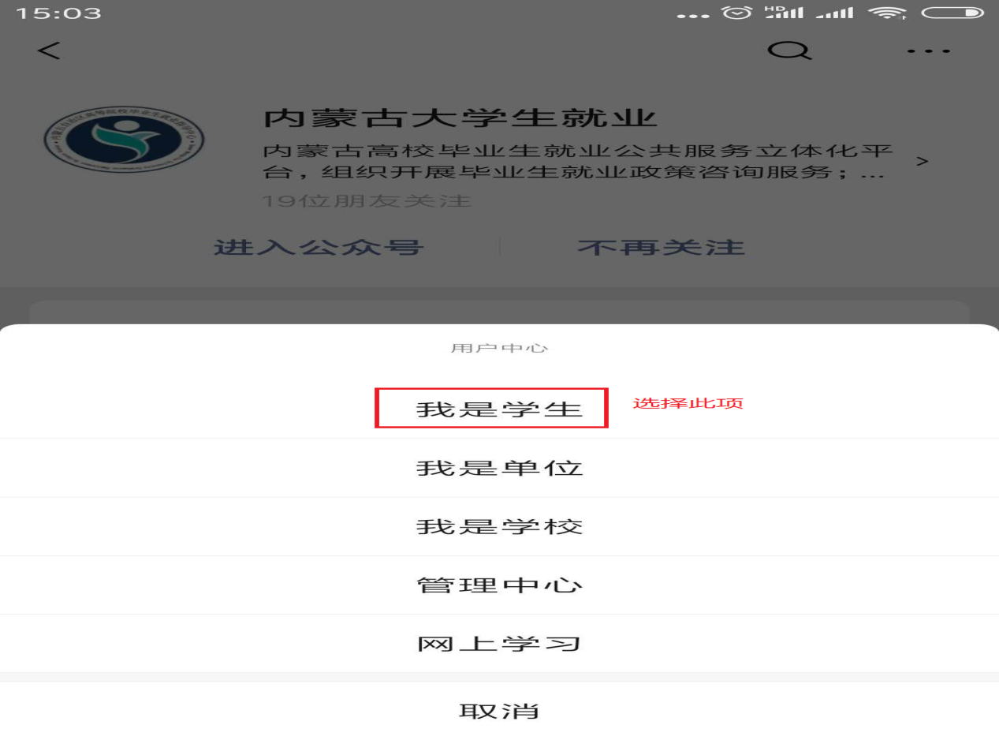 15:03
HD
内蒙古大学生就业
内蒙古高校毕业生就业公共服务立体化平
台，组织开展毕业生就业政策咨询服务；...
19位朋友关注
进入公众号
不再关注
用户中心
我是学生
选择此项
我是单位
我是学校
管理中心
网上学习
取消